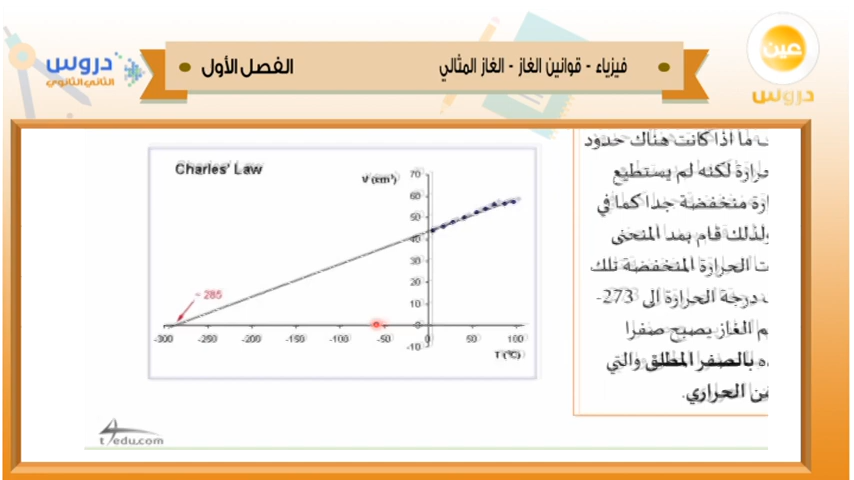 عين
دروس
فيزياء - قوانين الغاز - الغاز المثالي
الفصل الأول
دروس
الثاني الثانوي
ما اذا كانت هناك حدود
حرارة لكنه لم يستطيع
منخفضة جدا كما في
ولذلك قام بمد المنحنى
الحرارة المنخفضة تلك
درجة الحرارة الى 273-
الغاز يصبح صفرا
بالصفر المطلق والتي
الحراري.
Charles' Law
V (cm³)
70
60
50
40
30
20
10
0
-10
≈ 285
-300 -250 -200 -150 -100 -50 0 50 100
T (°C)
t4edu.com